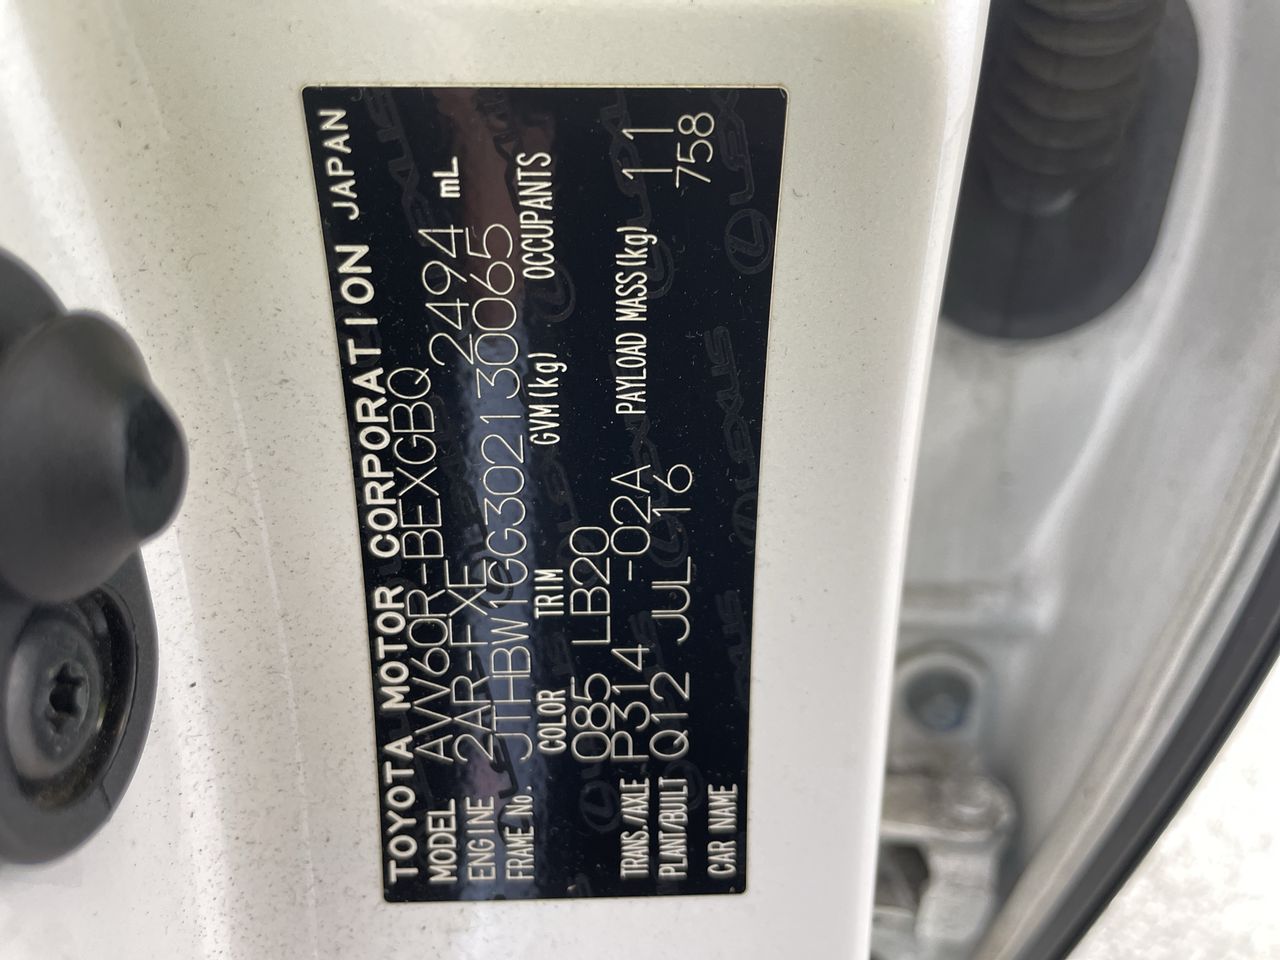 TOYOTA MOTOR CORPORATION JAPAN
MODEL AVV60R-BEXGBQ
ENGINE 2AR-FXE 2494 mL
FRAME No. JTHBW1GG302130065
COLOR TRIM GVM(kg) OCCUPANTS
085 LB20
TRANS./AXLE P314 -02A PAYLOAD MASS(kg) 11
PLANT/BUILT Q12 JUL 16 758
CAR NAME
LEXUS